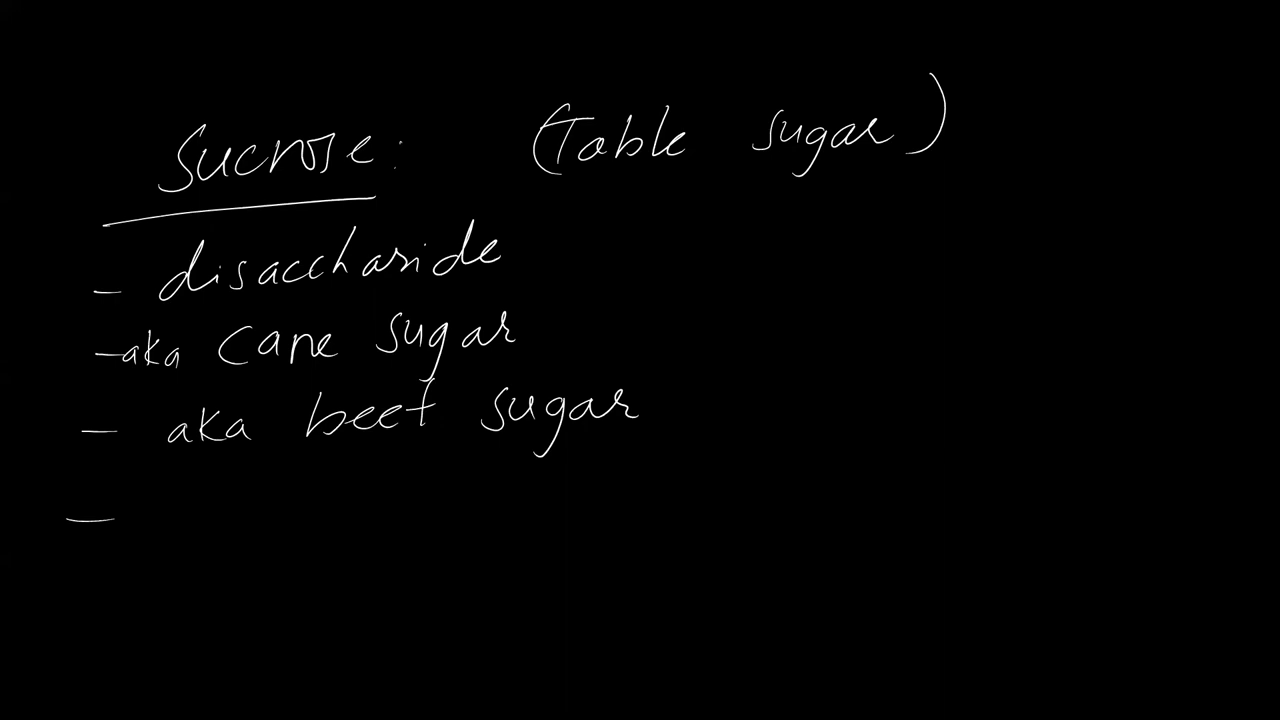 Sucrose: (Table sugar)
- disaccharide
- aka cane sugar
- aka beet sugar
-